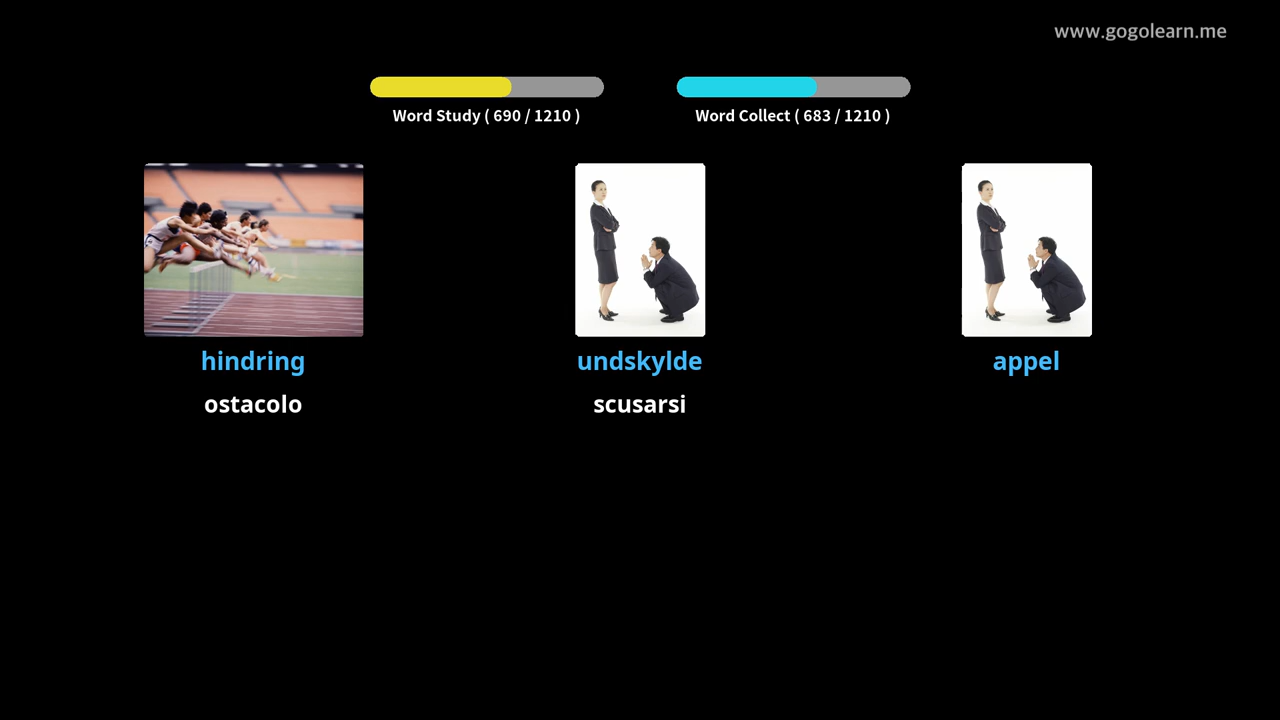 www.gogolearn.me
Word Study ( 690 / 1210 )
Word Collect ( 683 / 1210 )
hindring
ostacolo
undskylde
scusarsi
appel